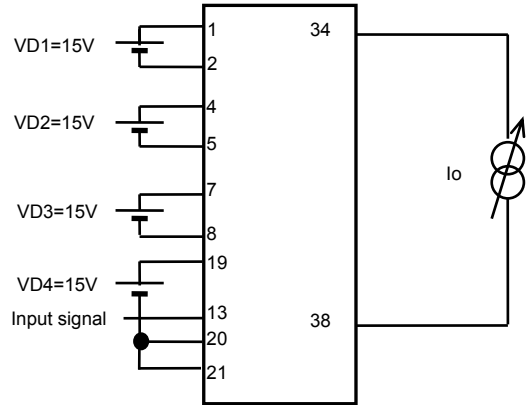 1
34
VD1=15V
2
4
VD2=15V
5
7
Io
VD3=15V
8
19
VD4=15V
Input signal
13
38
20
21